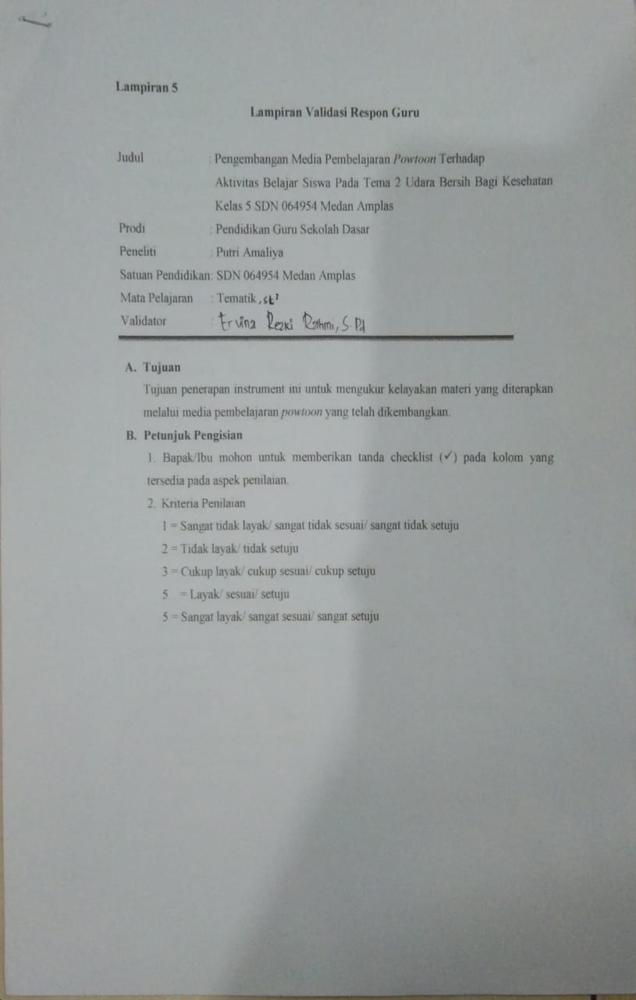 Lampiran 5
Lampiran Validasi Respon Guru
Judul : Pengembangan Media Pembelajaran Powtoon Terhadap
Aktivitas Belajar Siswa Pada Tema 2 Udara Bersih Bagi Kesehatan
Kelas 5 SDN 064954 Medan Amplas
Prodi : Pendidikan Guru Sekolah Dasar
Peneliti : Putri Amaliya
Satuan Pendidikan: SDN 064954 Medan Amplas
Mata Pelajaran : Tematik
Validator : Ervina Rezki Rahmi, S.Pd
A. Tujuan
Tujuan penerapan instrument ini untuk mengukur kelayakan materi yang diterapkan
melalui media pembelajaran powtoon yang telah dikembangkan.
B. Petunjuk Pengisian
1. Bapak/Ibu mohon untuk memberikan tanda checklist (✓) pada kolom yang
tersedia pada aspek penilaian.
2. Kriteria Penilaian
1 = Sangat tidak layak/ sangat tidak sesuai/ sangat tidak setuju
2 = Tidak layak/ tidak setuju
3 = Cukup layak/ cukup sesuai/ cukup setuju
5 = Layak/ sesuai/ setuju
5 = Sangat layak/ sangat sesuai/ sangat setuju